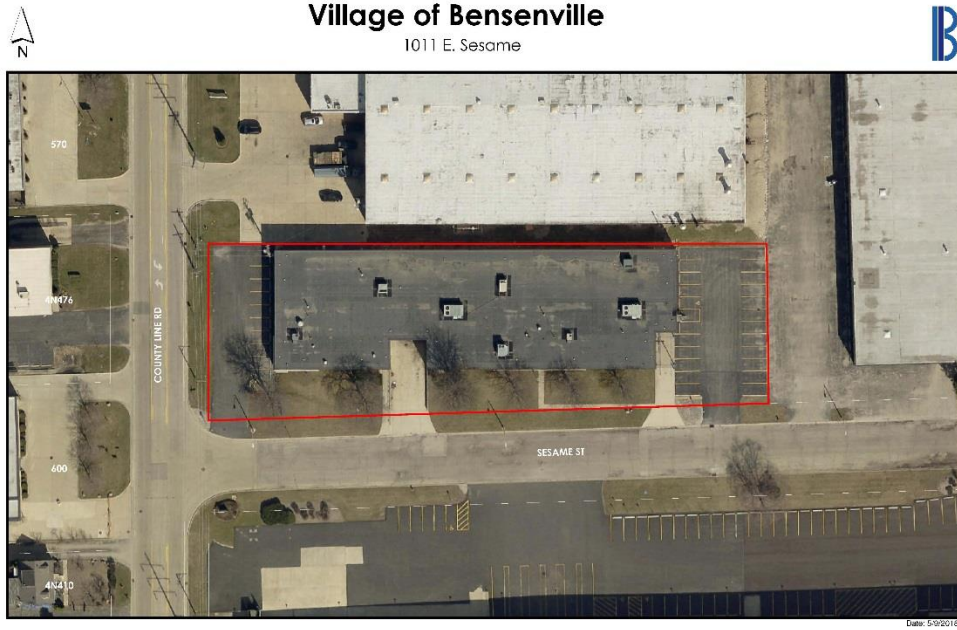 Village of Bensenville
1011 E. Sesame
N
B
570
4N476
COUNTY LINE RD
SESAME ST
600
4N410
Date: 5/9/2018